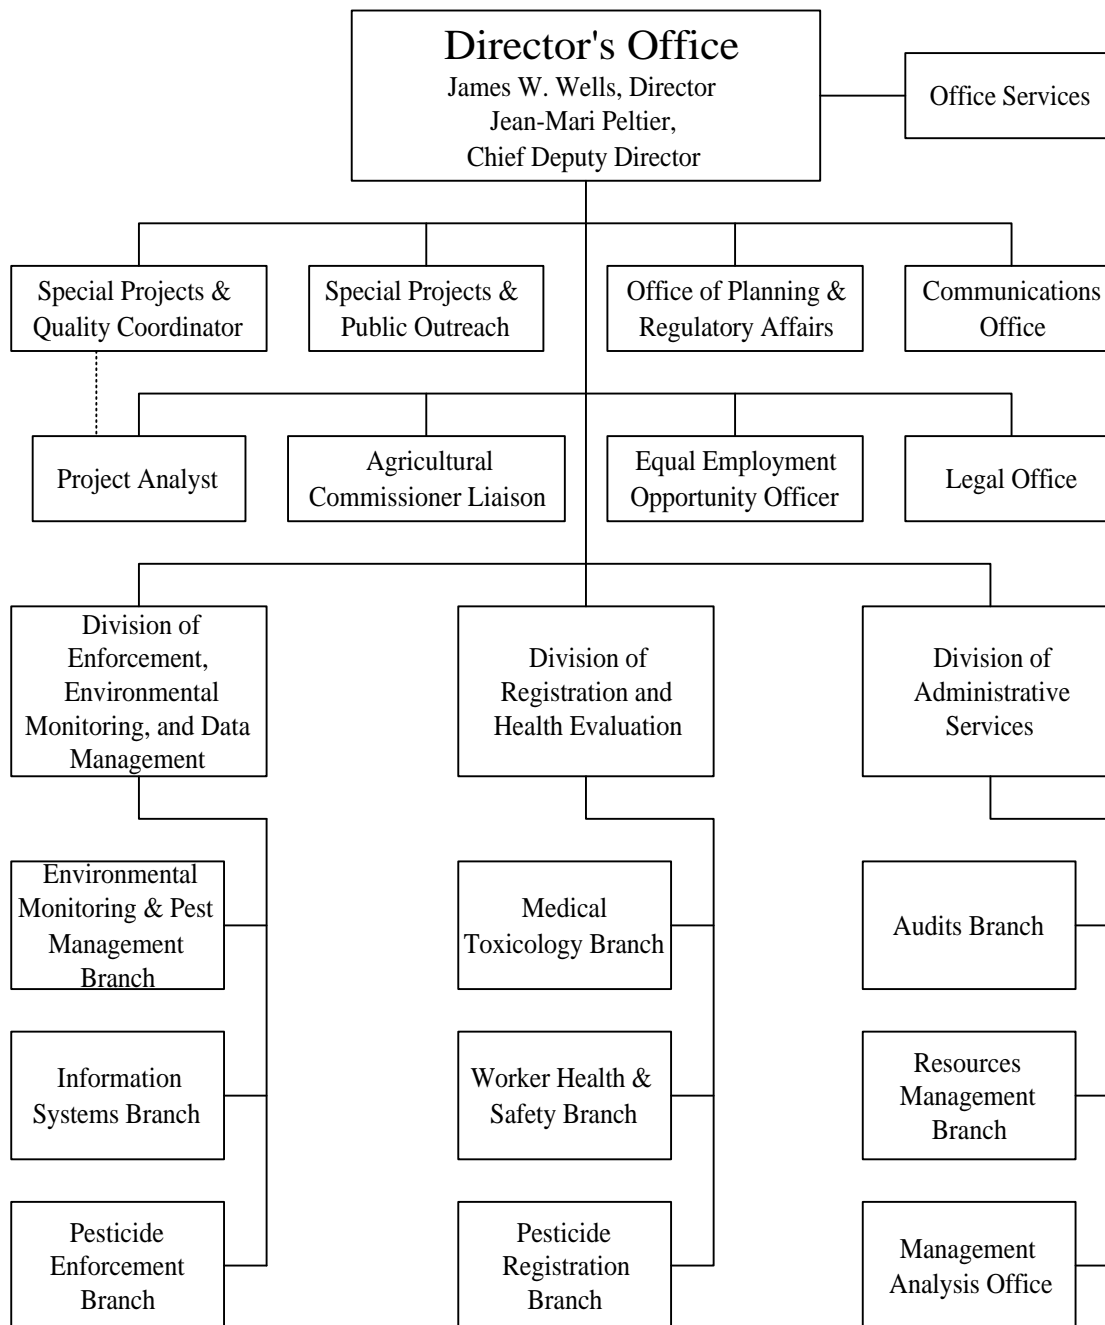 Director's Office
James W. Wells, Director
Jean-Mari Peltier,
Chief Deputy Director
Office Services
Special Projects &
Quality Coordinator
Special Projects &
Public Outreach
Office of Planning &
Regulatory Affairs
Communications
Office
Project Analyst
Agricultural
Commissioner Liaison
Equal Employment
Opportunity Officer
Legal Office
Division of
Enforcement,
Environmental
Monitoring, and Data
Management
Division of
Registration and
Health Evaluation
Division of
Administrative
Services
Environmental
Monitoring & Pest
Management
Branch
Medical
Toxicology Branch
Audits Branch
Information
Systems Branch
Worker Health &
Safety Branch
Resources
Management
Branch
Pesticide
Enforcement
Branch
Pesticide
Registration
Branch
Management
Analysis Office